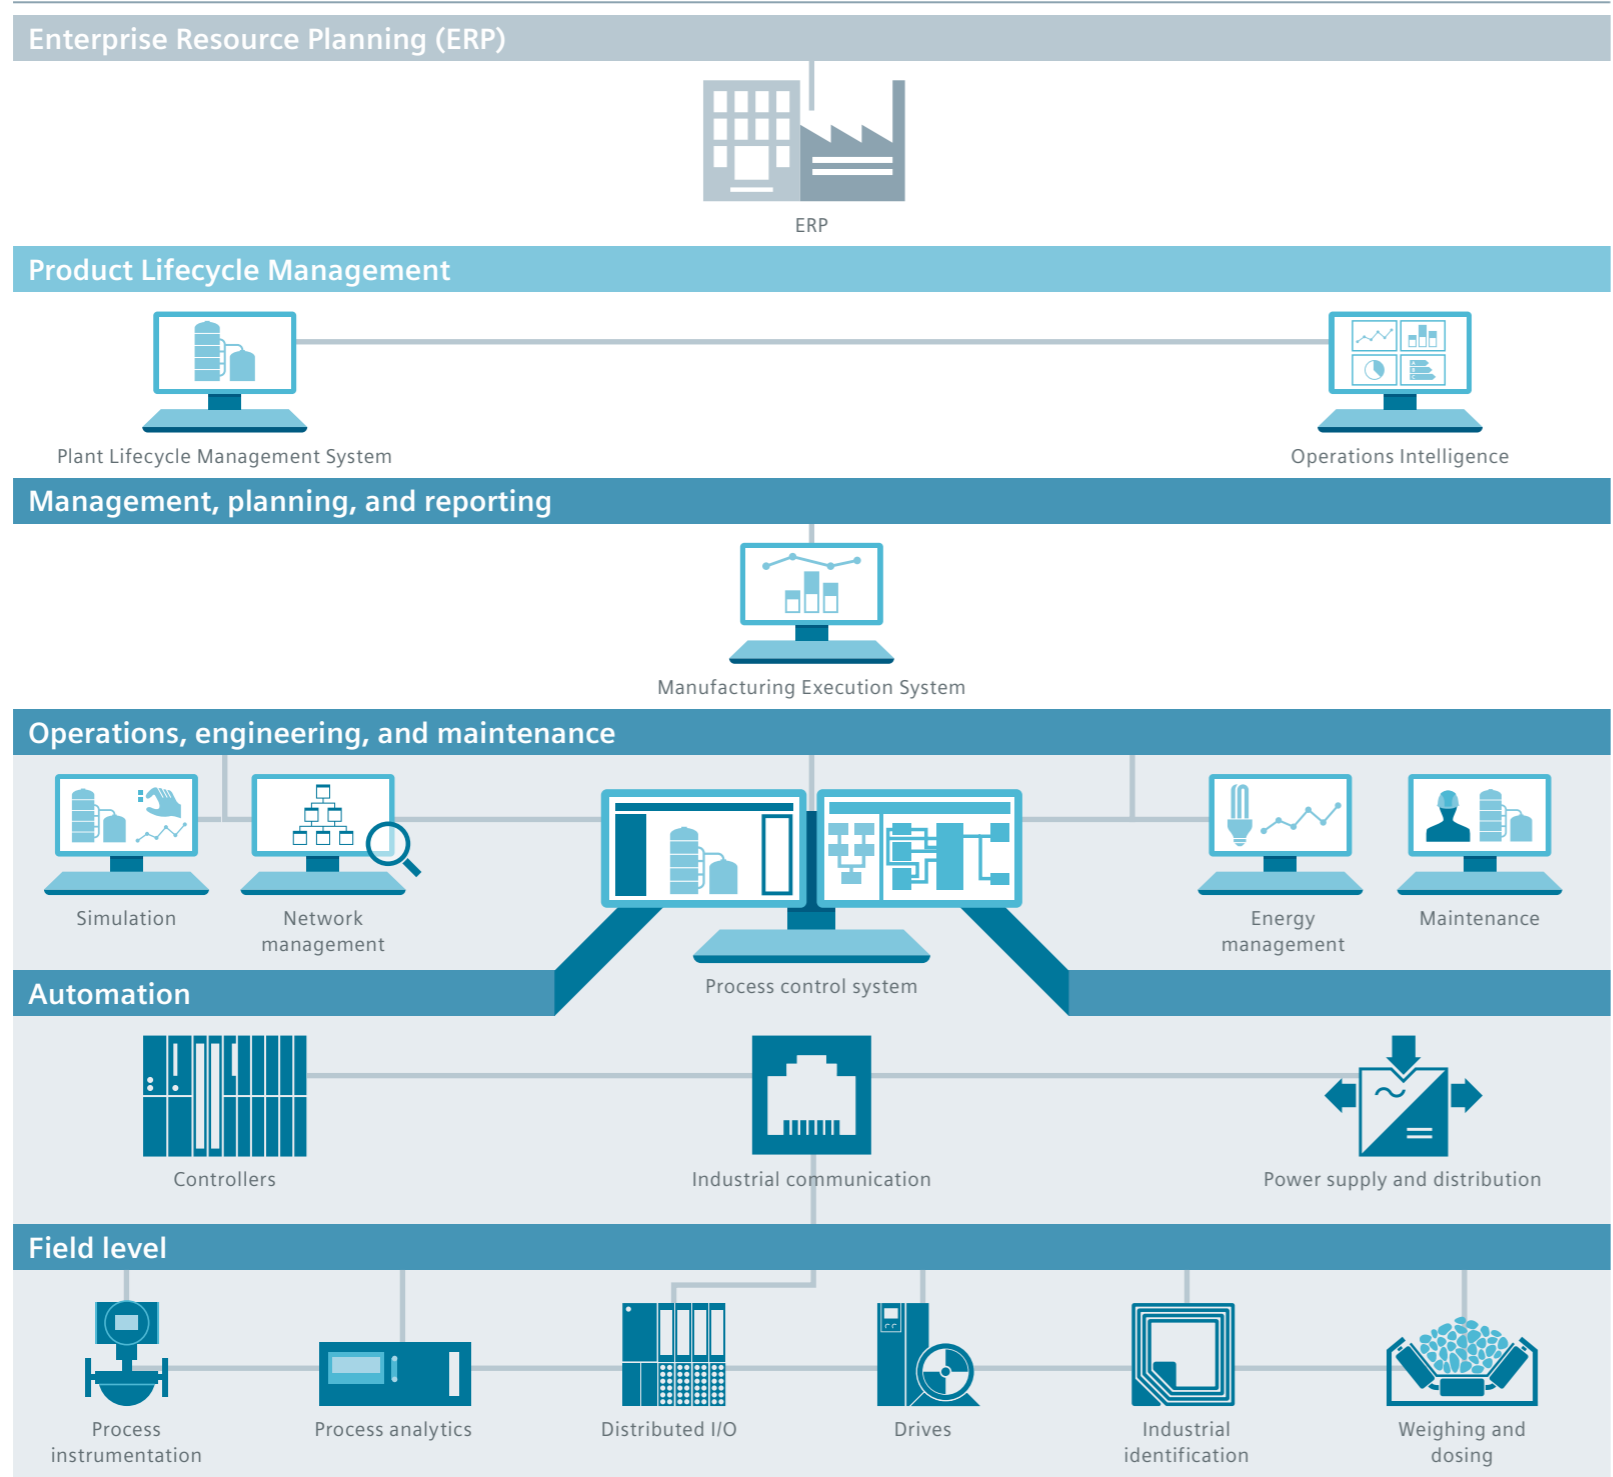 Enterprise Resource Planning (ERP)
ERP
Product Lifecycle Management
Plant Lifecycle Management System
Operations Intelligence
Management, planning, and reporting
Manufacturing Execution System
Operations, engineering, and maintenance
Simulation
Network
management
Process control system
Energy
management
Maintenance
Automation
Controllers
Industrial communication
Power supply and distribution
Field level
Process
instrumentation
Process analytics
Distributed I/O
Drives
Industrial
identification
Weighing and
dosing